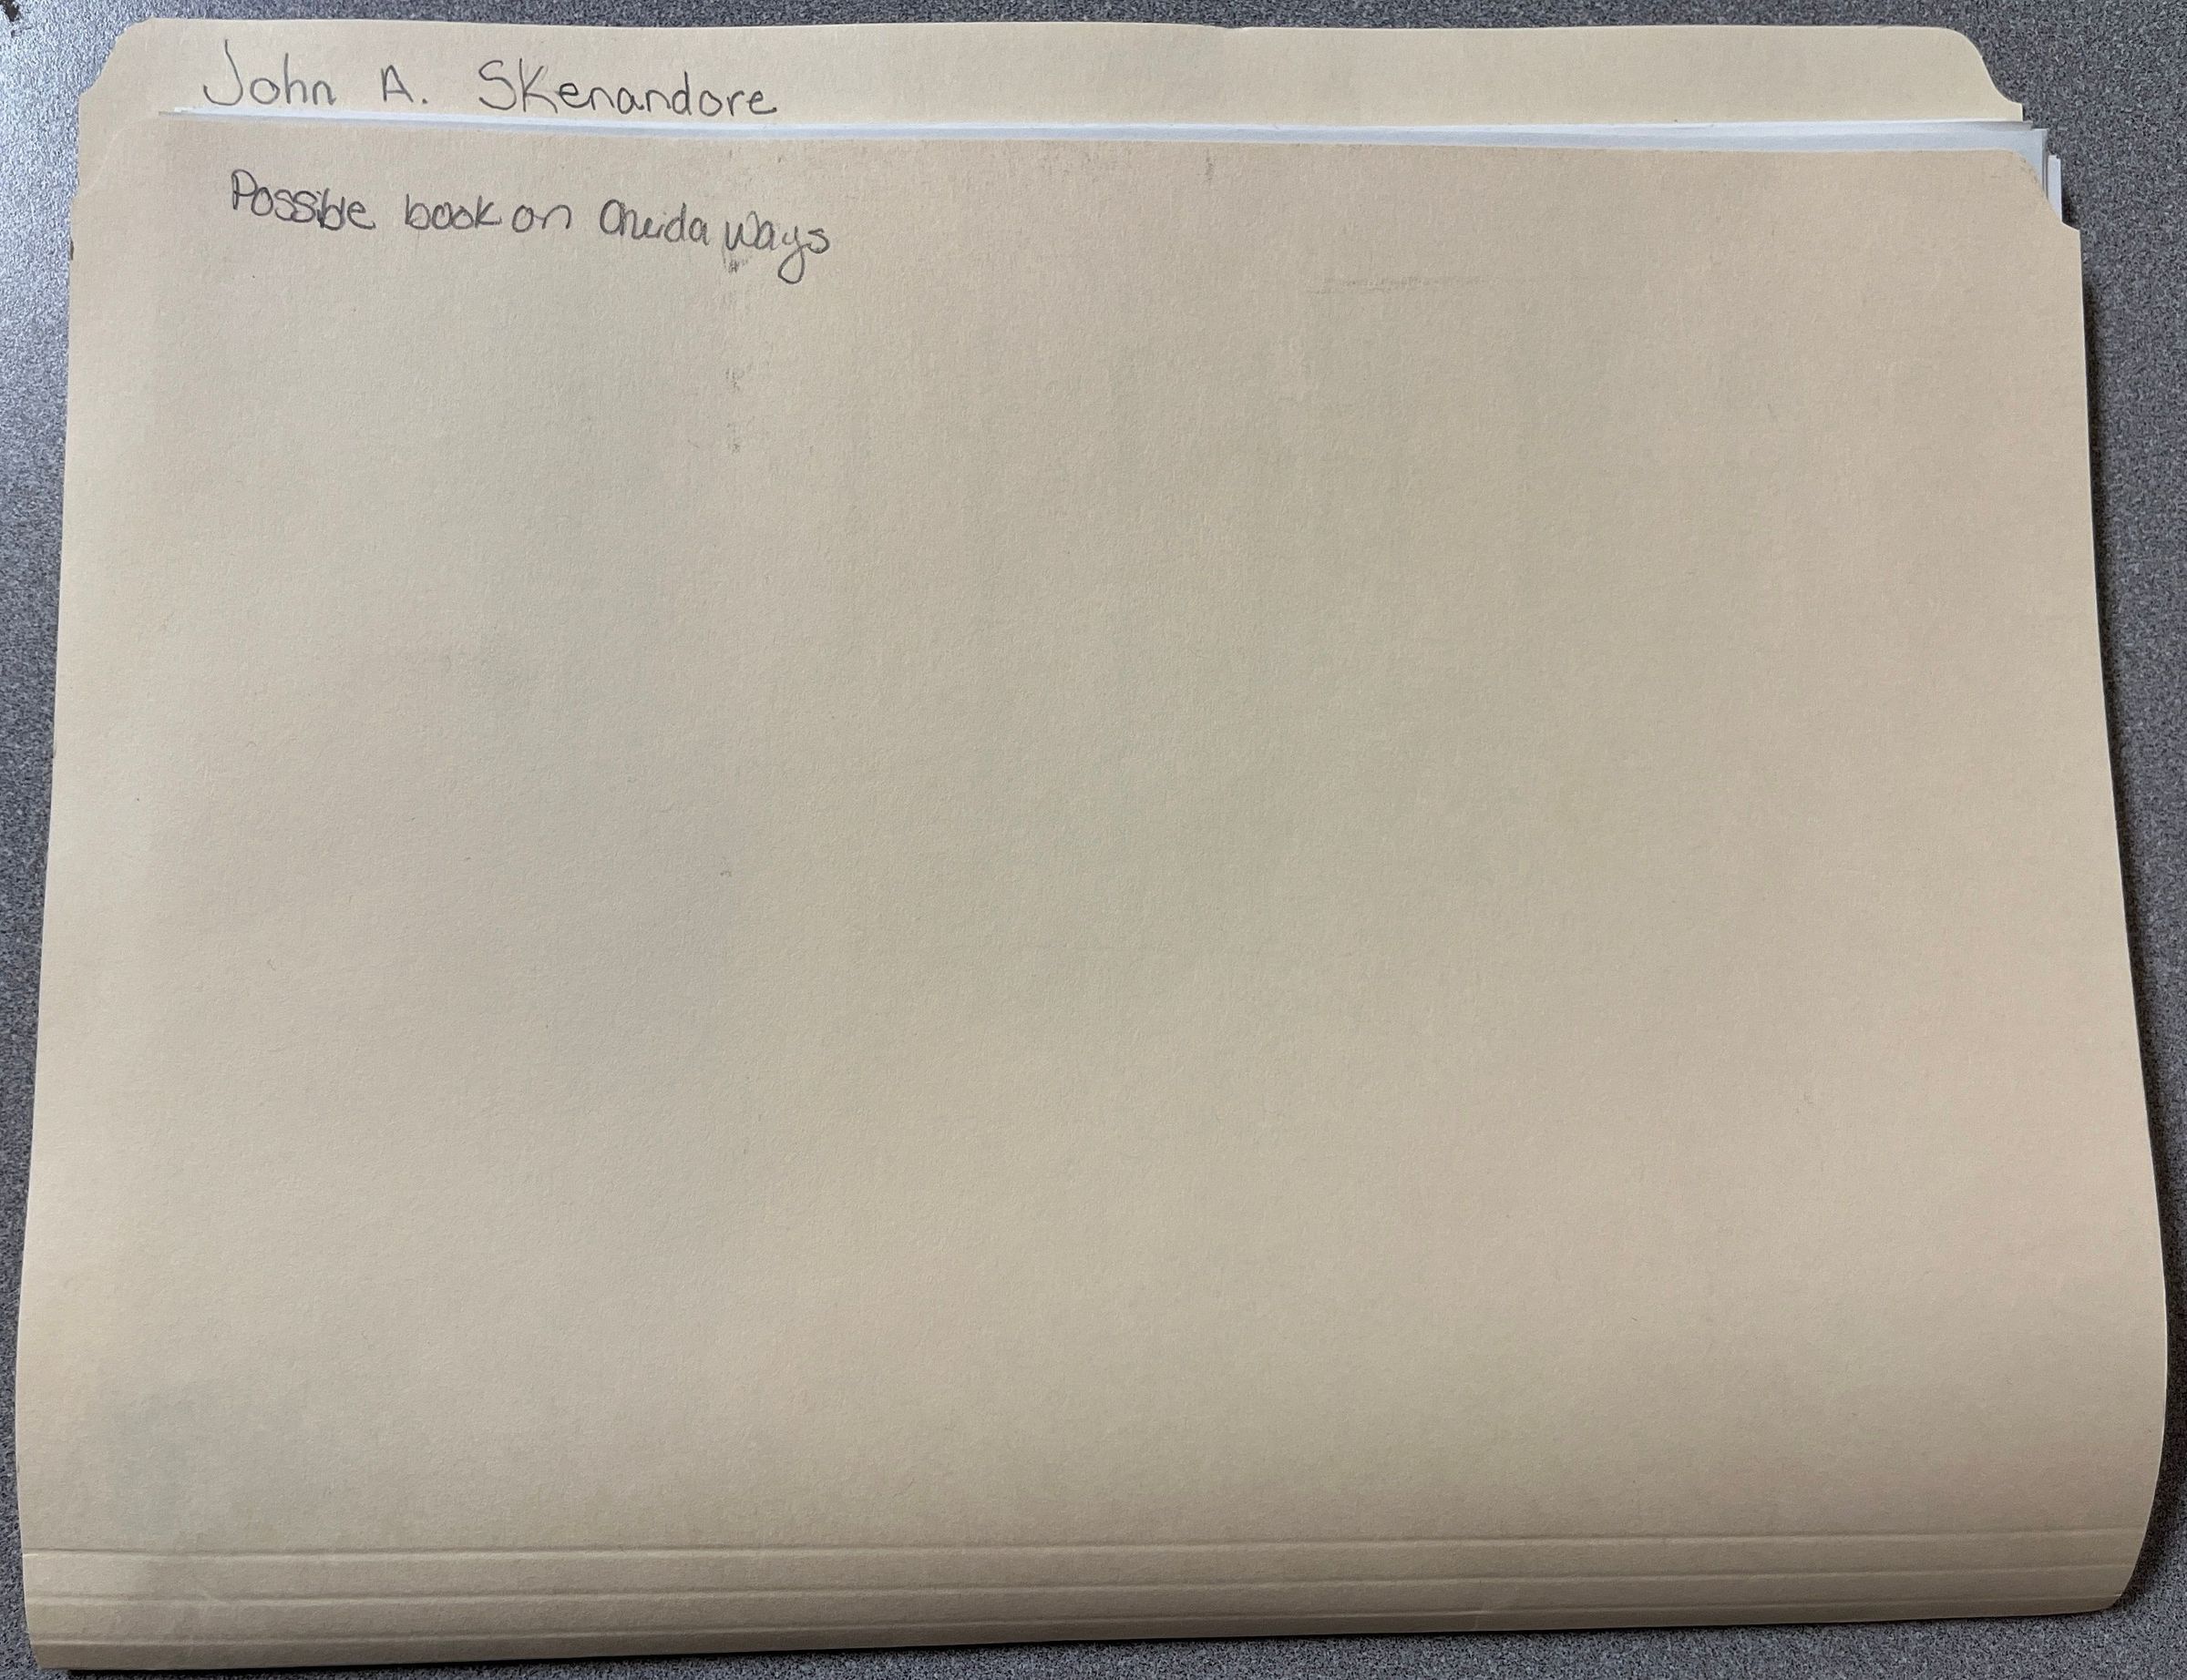 John A. Skenandore
Possible book on Oneida Ways